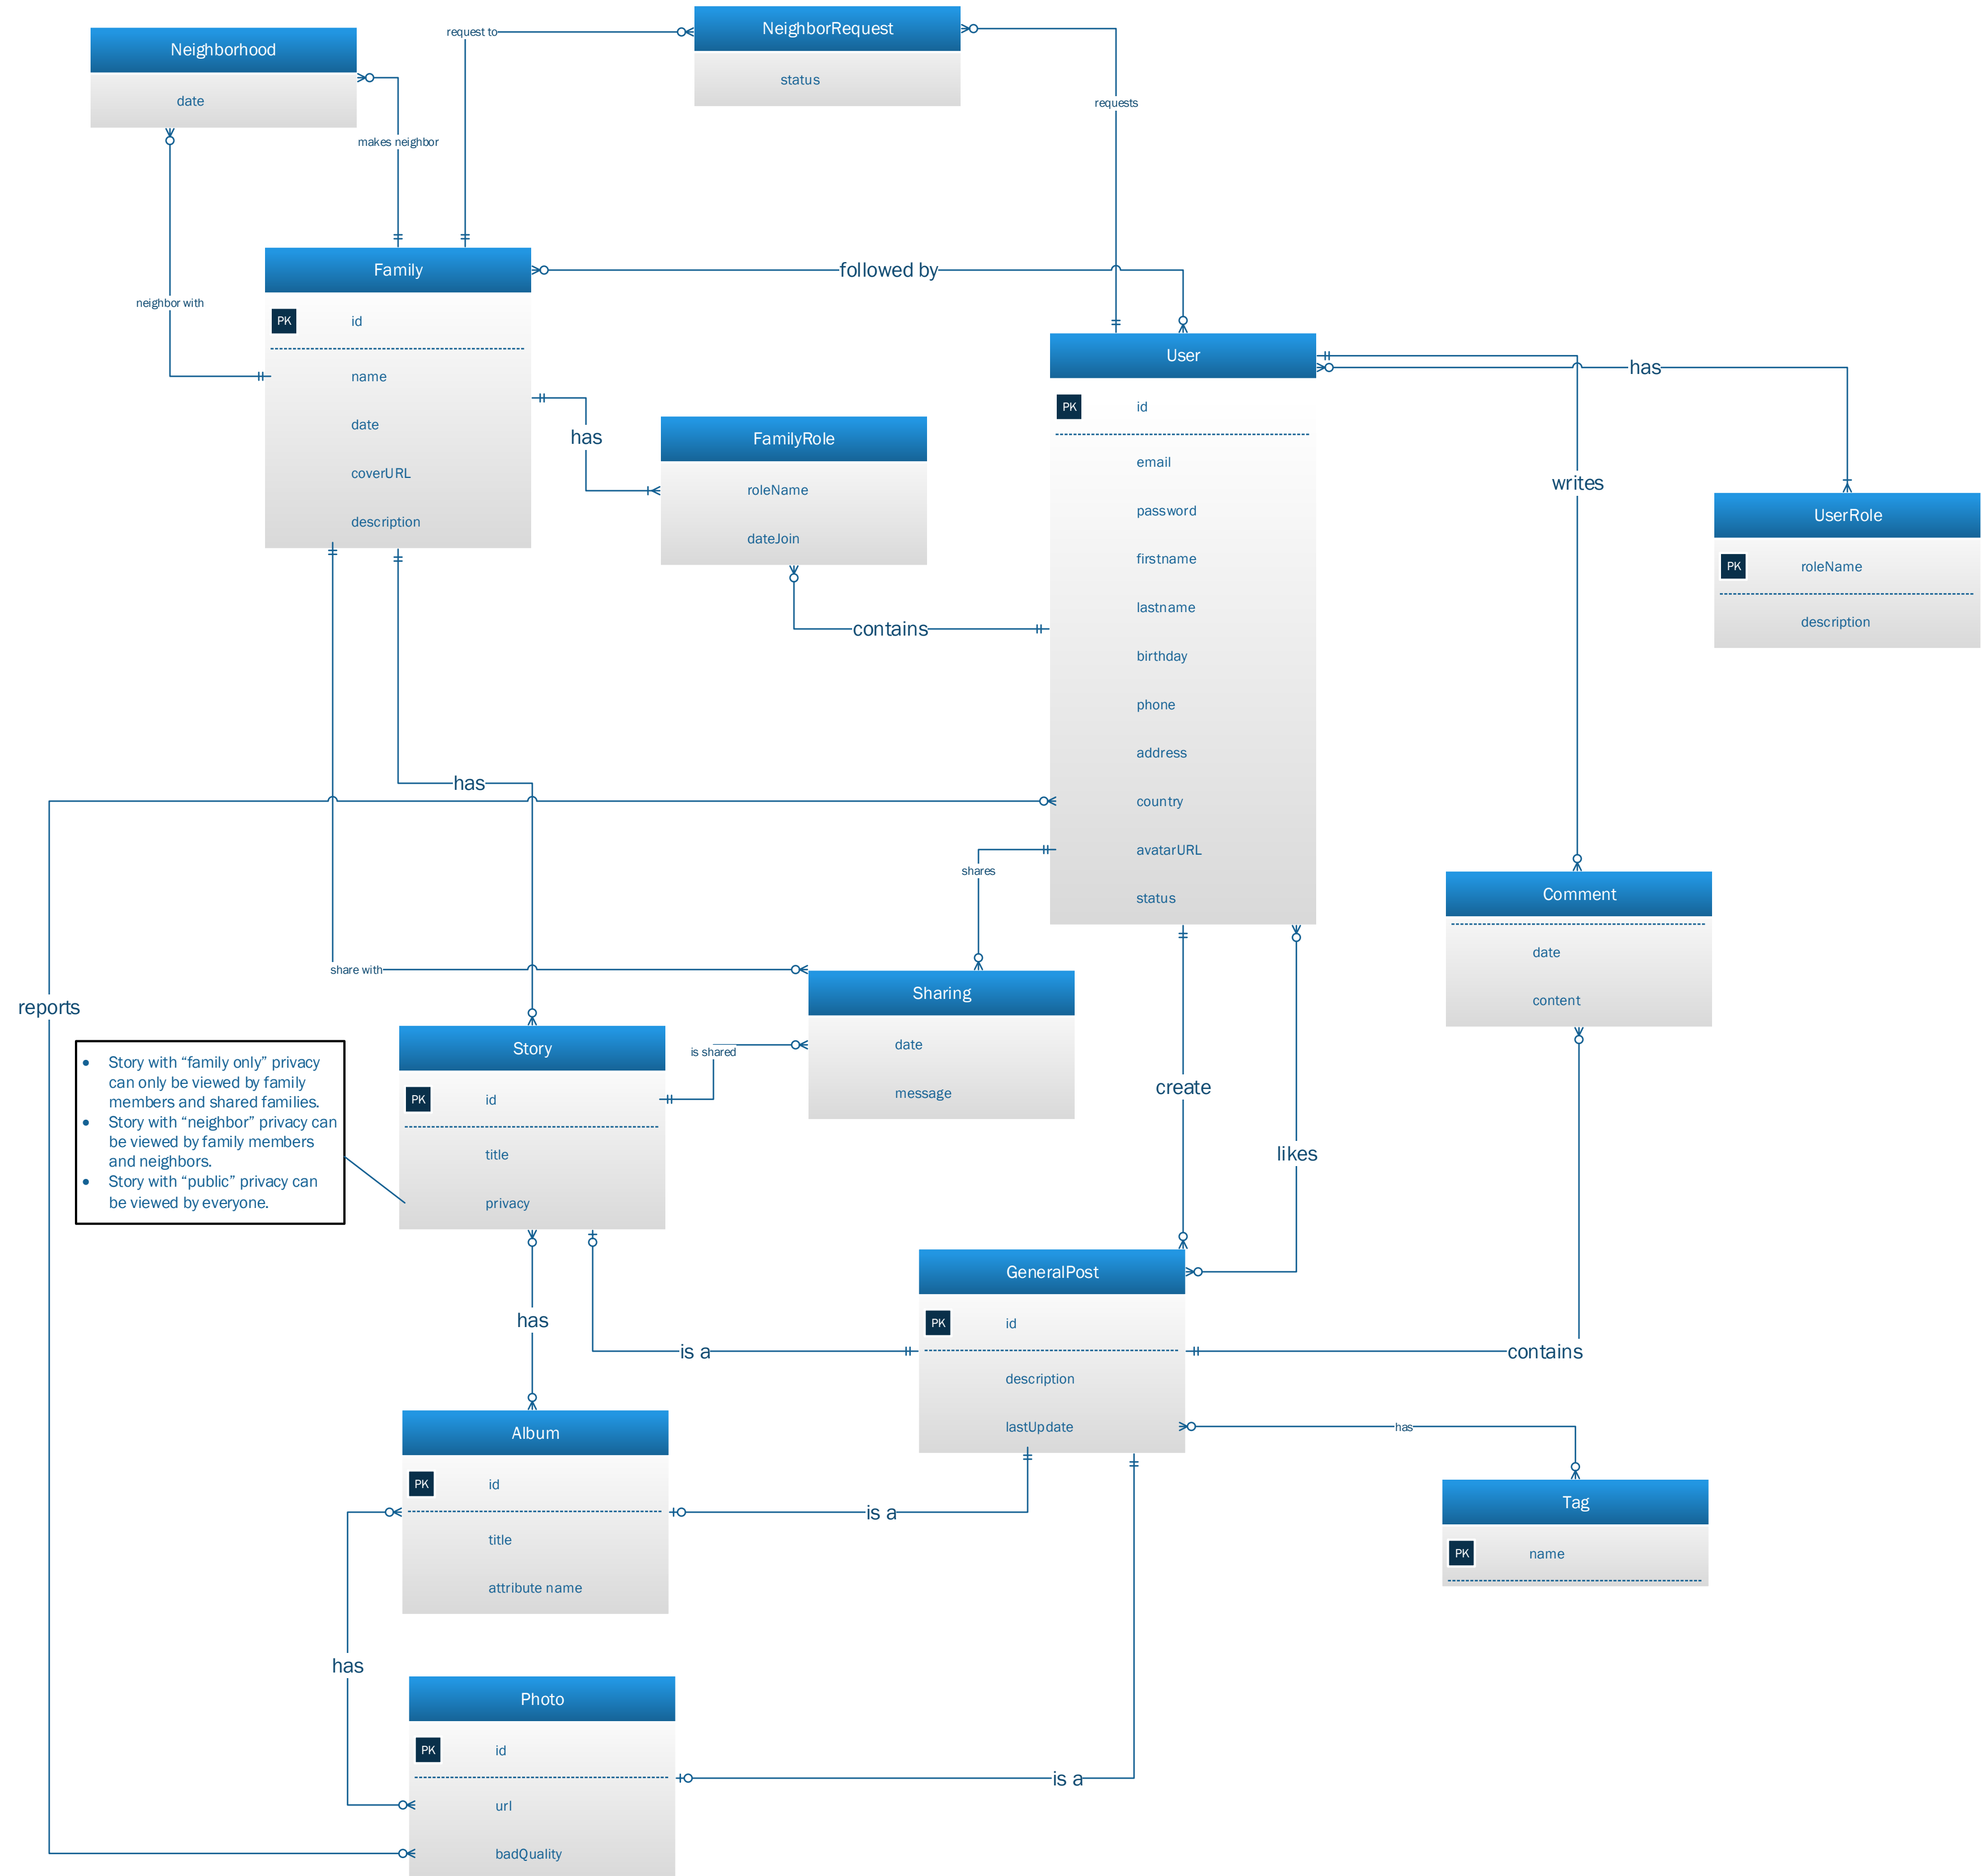 Neighborhood
date
request to
NeighborRequest
status
requests
makes neighbor
neighbor with
Family
PK
id
name
date
coverURL
description
followed by
User
PK
id
email
password
firstname
lastname
birthday
phone
address
country
avatarURL
status
has
UserRole
PK
roleName
description
writes
has
FamilyRole
roleName
dateJoin
contains
has
shares
Comment
date
content
share with
Sharing
date
message
reports
Story
PK
id
title
privacy
is shared
• Story with “family only” privacy
can only be viewed by family
members and shared families.
• Story with “neighbor” privacy can
be viewed by family members
and neighbors.
• Story with “public” privacy can
be viewed by everyone.
create
likes
GeneralPost
PK
id
description
lastUpdate
has
is a
contains
Album
PK
id
title
attribute name
is a
has
Tag
PK
name
has
Photo
PK
id
url
badQuality
is a